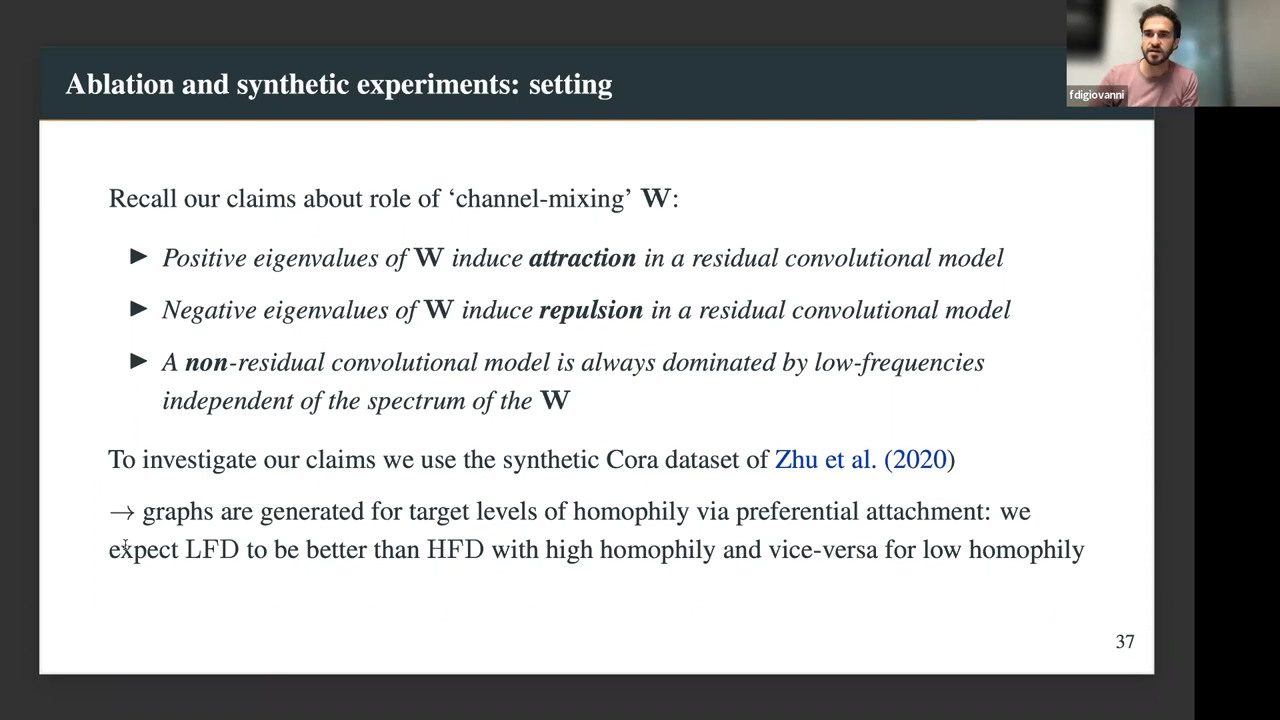 Ablation and synthetic experiments: setting
fdigiovanni
Recall our claims about role of ‘channel-mixing’ W:
► Positive eigenvalues of W induce attraction in a residual convolutional model
► Negative eigenvalues of W induce repulsion in a residual convolutional model
► A non-residual convolutional model is always dominated by low-frequencies
independent of the spectrum of the W
To investigate our claims we use the synthetic Cora dataset of Zhu et al. (2020)
→ graphs are generated for target levels of homophily via preferential attachment: we
expect LFD to be better than HFD with high homophily and vice-versa for low homophily
37